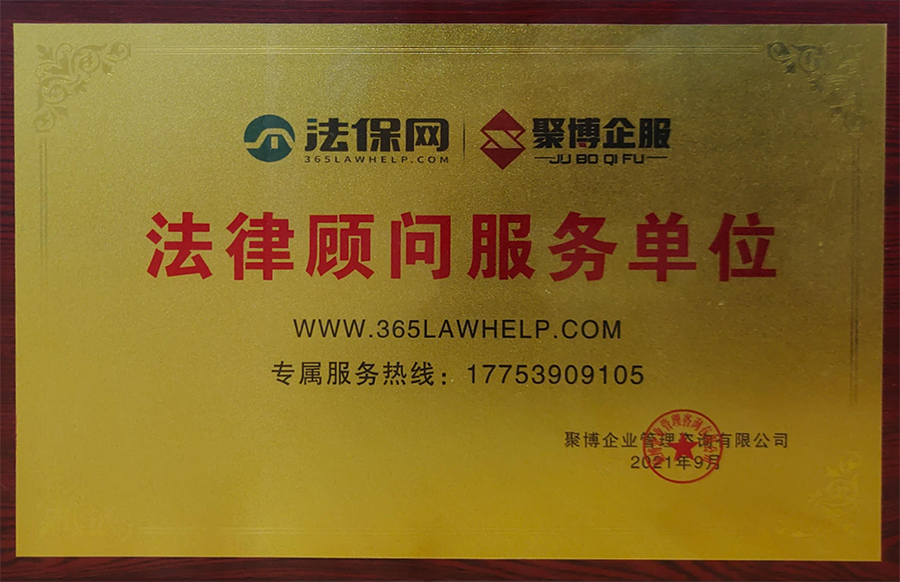 法保网 聚博企服
365LAWHELP.COM JU BO QI FU
法律顾问服务单位
WWW.365LAWHELP.COM
专属服务热线：17753909105
聚博企业管理咨询有限公司
2021年9月